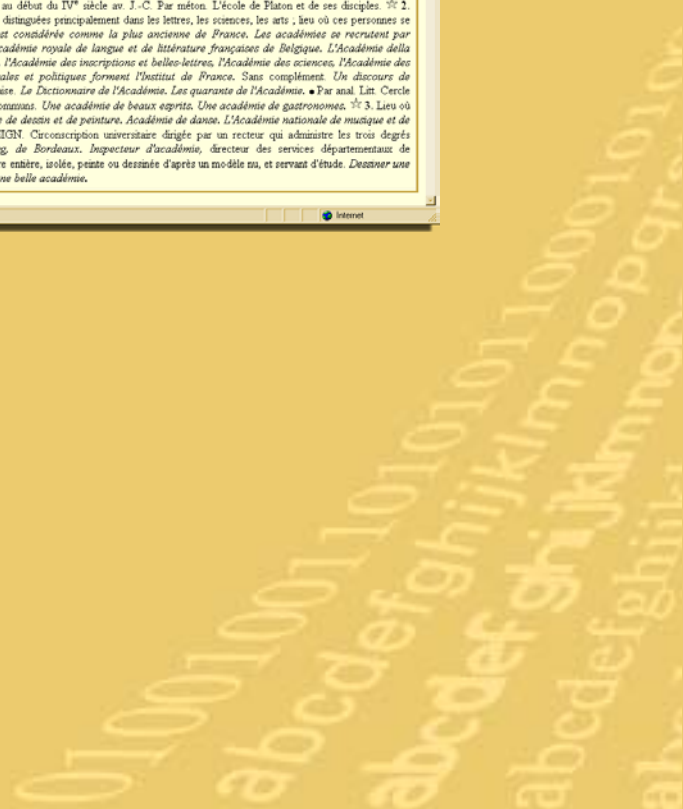 au début du IVᵉ siècle av. J.-C. Par méton. L'école de Platon et de ses disciples. ☆ 2.
distinguées principalement dans les lettres, les sciences, les arts ; lieu où ces personnes se
est considérée comme la plus ancienne de France. Les académies se recrutent par
cadémie royale de langue et de littérature françaises de Belgique. L'Académie della
l'Académie des inscriptions et belles-lettres, l'Académie des sciences, l'Académie des
ales et politiques forment l'Institut de France. Sans complément. Un discours de
ise. Le Dictionnaire de l'Académie. Les quarante de l'Académie. • Par anal. Litt. Cercle
ommuns. Une académie de beaux esprits. Une académie de gastronomes. ☆ 3. Lieu où
e de dessin et de peinture. Académie de danse. L'Académie nationale de musique et de
IGN. Circonscription universitaire dirigée par un recteur qui administre les trois degrés
g, de Bordeaux. Inspecteur d'académie, directeur des services départementaux de
re entière, isolée, peinte ou dessinée d'après un modèle nu, et servant d'étude. Dessiner une
ne belle académie.
Internet
abcdefghijklmnopqrs
abcdef ghijklmnop
abcdefghijkl
ab